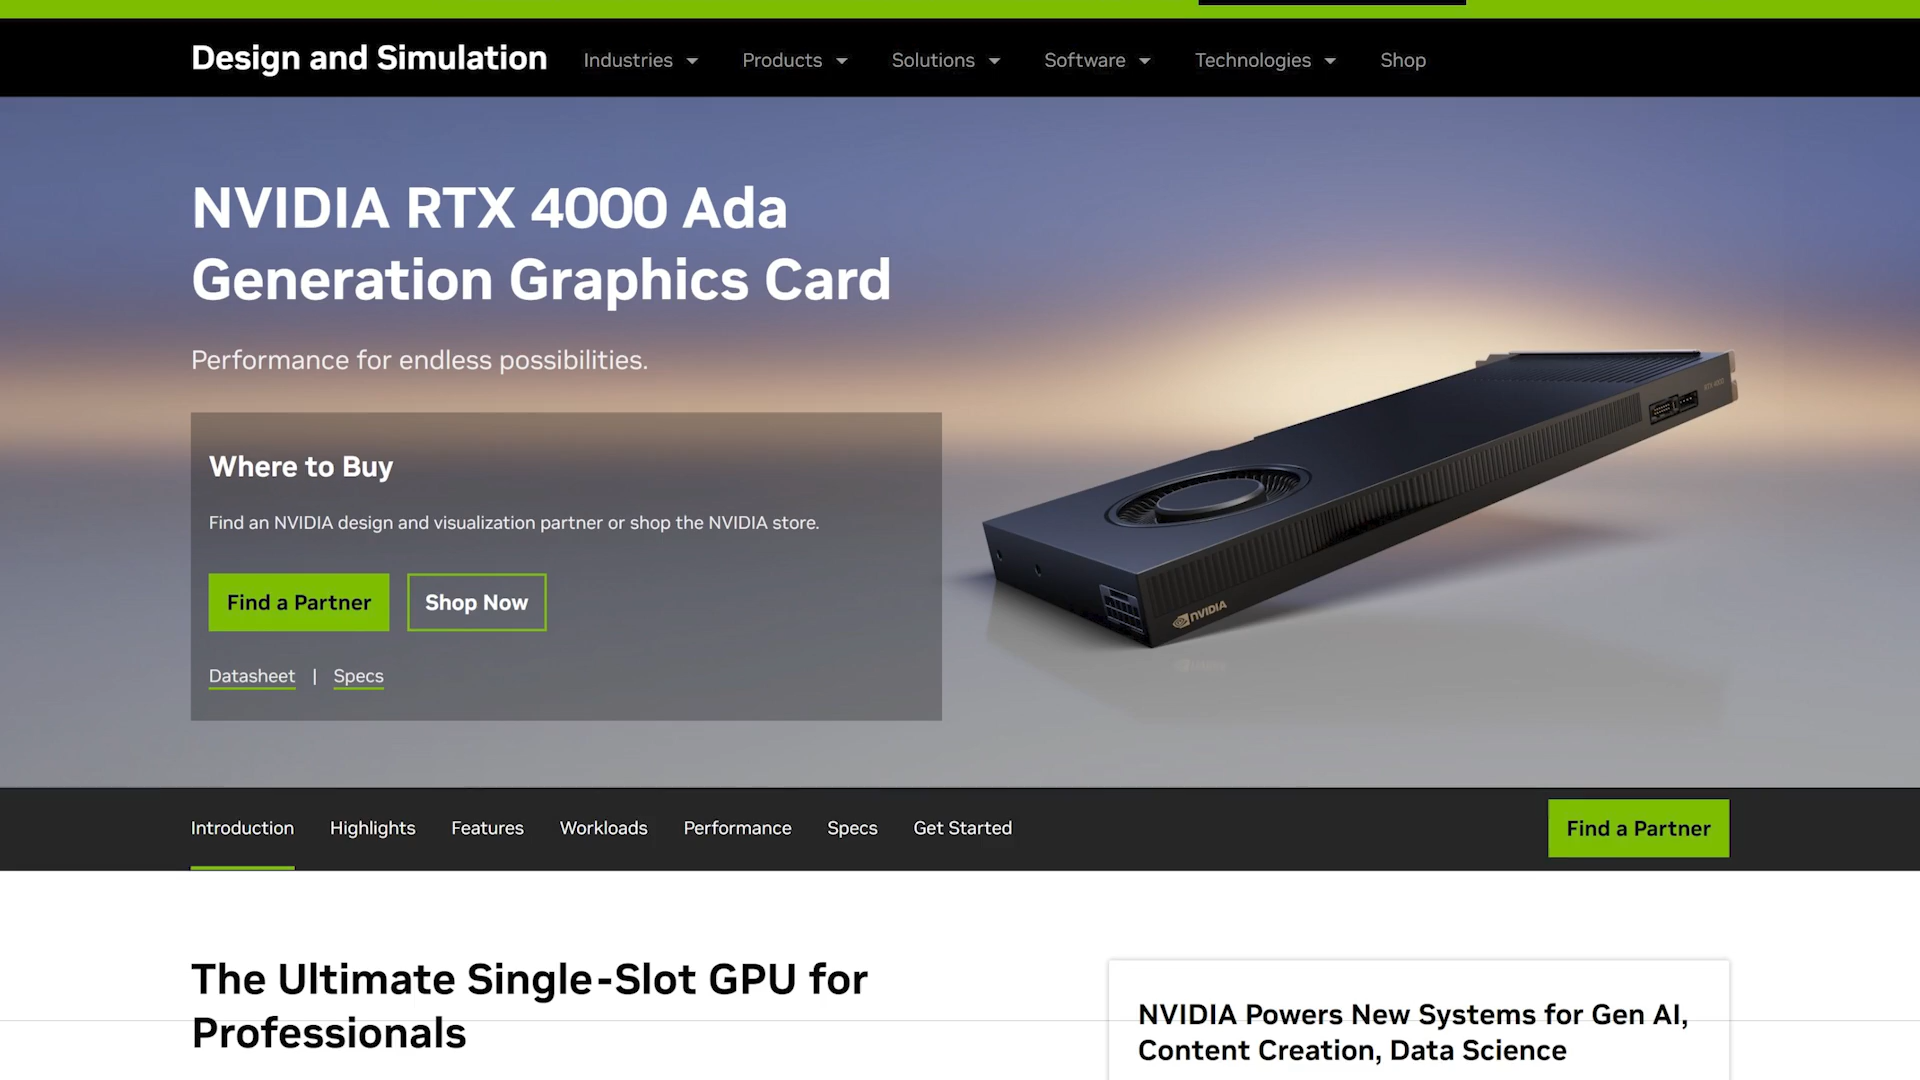 Design and Simulation Industries Products Solutions Software Technologies Shop
NVIDIA RTX 4000 Ada
Generation Graphics Card
Performance for endless possibilities.
Where to Buy
Find an NVIDIA design and visualization partner or shop the NVIDIA store.
Find a Partner Shop Now
Datasheet | Specs
RTX 4000
NVIDIA
Introduction Highlights Features Workloads Performance Specs Get Started Find a Partner
The Ultimate Single-Slot GPU for
Professionals
NVIDIA Powers New Systems for Gen AI,
Content Creation, Data Science